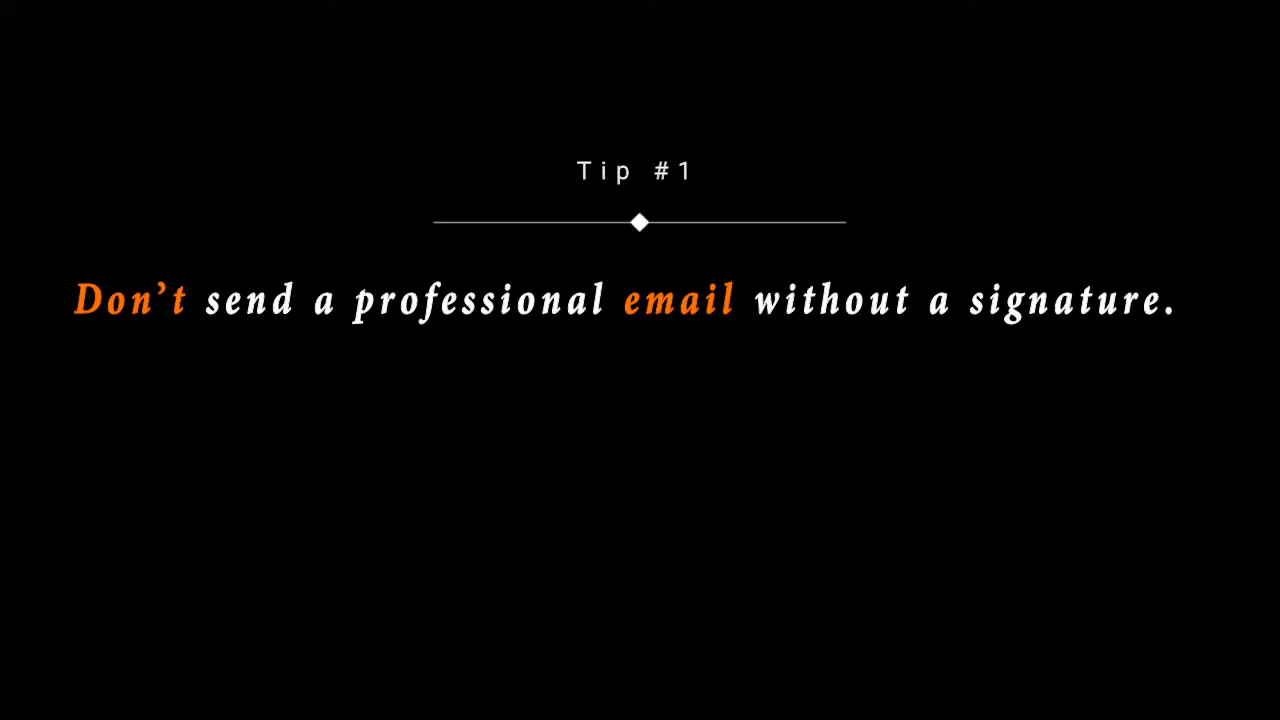 Tip #1
Don’t send a professional email without a signature.